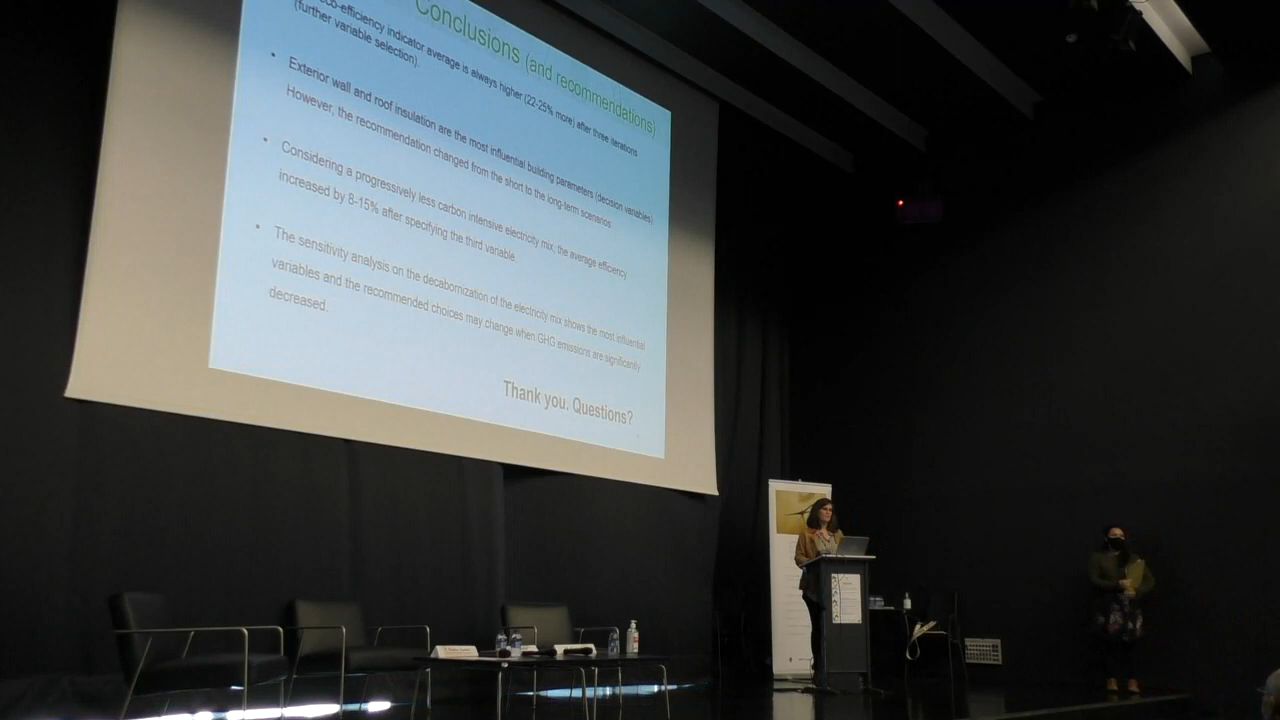 Conclusions (and recommendations)
eco-efficiency indicator average is always higher (22-25% more) after three iterations
(further variable selection).
• Exterior wall and roof insulation are the most influential building parameters (decision variables)
However, the recommendation changed from the short to the long-term scenarios
• Considering a progressively less carbon intensive electricity mix, the average efficiency
increased by 8-15% after specifying the third variable.
• The sensitivity analysis on the decabornization of the electricity mix shows the most influential
variables and the recommended choices may change when GHG emissions are significantly
decreased.
Thank you. Questions?